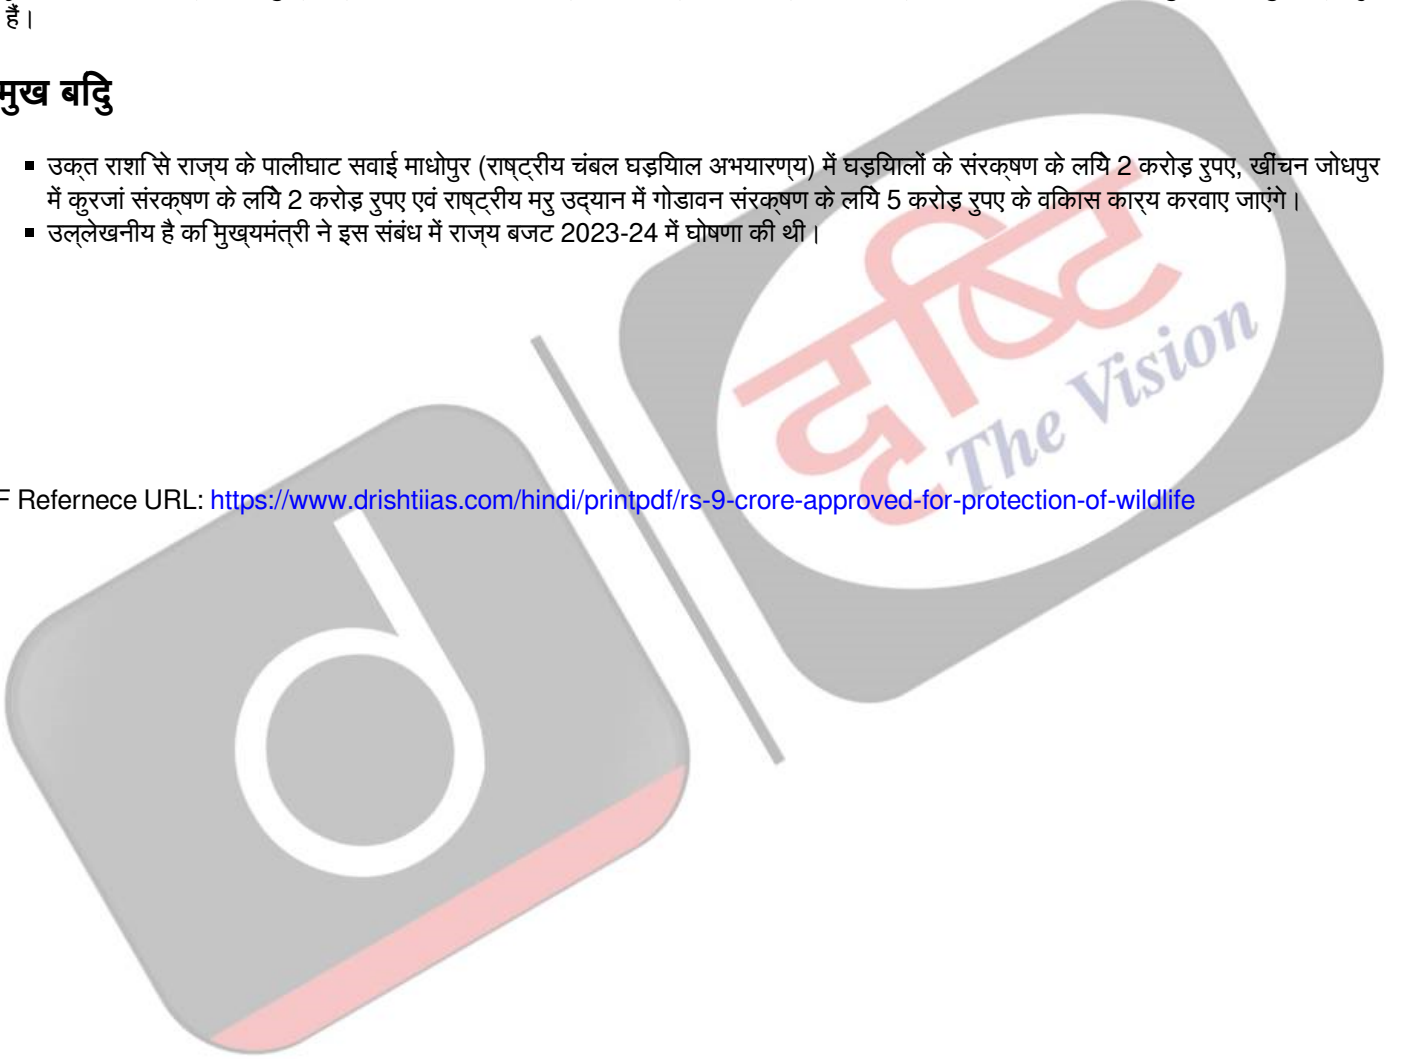 हैं।
मुख बिंदु
▪ उक्त राशि से राज्य के पालीघाट सवाई माधोपुर (राष्ट्रीय चंबल घड़ियाल अभयारण्य) में घड़ियालों के संरक्षण के लिये 2 करोड़ रुपए, खींचन जोधपुर
में कुरजां संरक्षण के लिये 2 करोड़ रुपए एवं राष्ट्रीय मरु उद्यान में गोडावन संरक्षण के लिये 5 करोड़ रुपए के विकास कार्य करवाए जाएंगे।
▪ उल्लेखनीय है कि मुख्यमंत्री ने इस संबंध में राज्य बजट 2023-24 में घोषणा की थी।
दृष्टि
The Vision
F Refernece URL: https://www.drishtiias.com/hindi/printpdf/rs-9-crore-approved-for-protection-of-wildlife
d